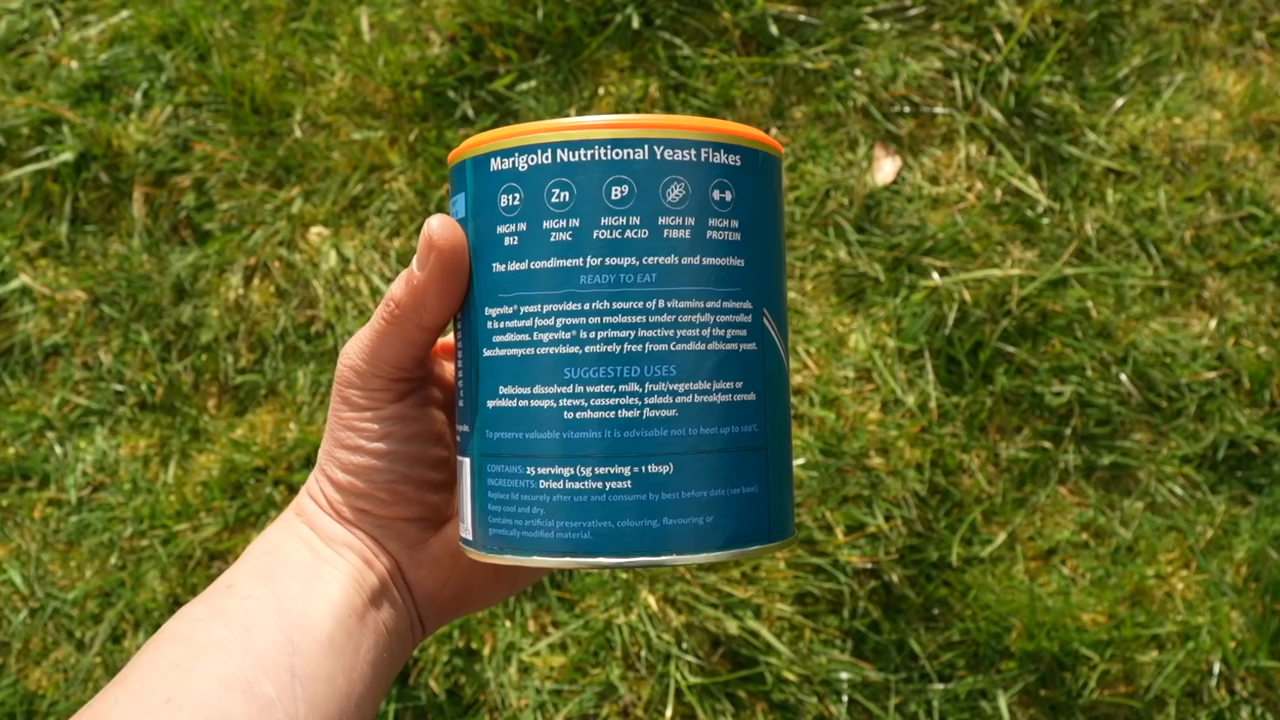 Marigold Nutritional Yeast Flakes
B12 Zn B9
HIGH IN B12
HIGH IN ZINC
HIGH IN FOLIC ACID
HIGH IN FIBRE
HIGH IN PROTEIN
The ideal condiment for soups, cereals and smoothies
READY TO EAT
Engevita® yeast provides a rich source of B vitamins and minerals.
It is a natural food grown on molasses under carefully controlled
conditions. Engevita® is a primary inactive yeast of the genus
Saccharomyces cerevisiae, entirely free from Candida albicans yeast.
SUGGESTED USES
Delicious dissolved in water, milk, fruit/vegetable juices or
sprinkled on soups, stews, casseroles, salads and breakfast cereals
to enhance their flavour.
To preserve valuable vitamins it is advisable not to heat up to 100°C.
CONTAINS: 25 servings (5g serving = 1 tbsp)
INGREDIENTS: Dried inactive yeast
Replace lid securely after use and consume by best before date (see base)
Keep cool and dry.
Contains no artificial preservatives, colouring, flavouring or
genetically-modified material.